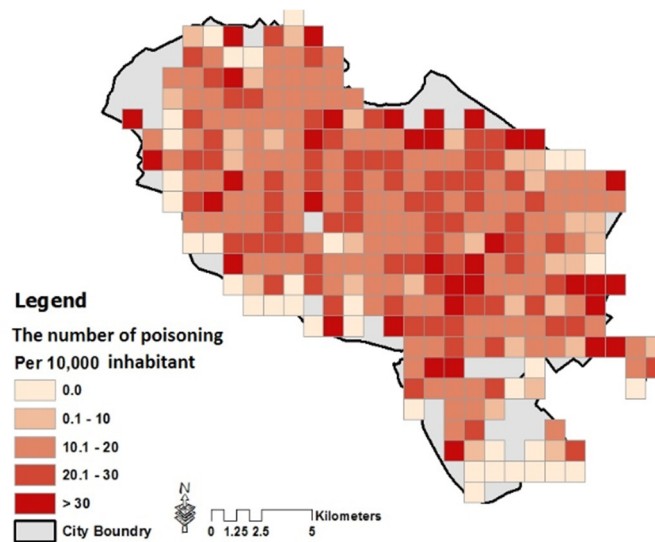 Legend
The number of poisoning
Per 10,000 inhabitant
0.0
0.1 - 10
10.1 - 20
20.1 - 30
> 30
City Boundry
N
Kilometers
0 1.25 2.5 5